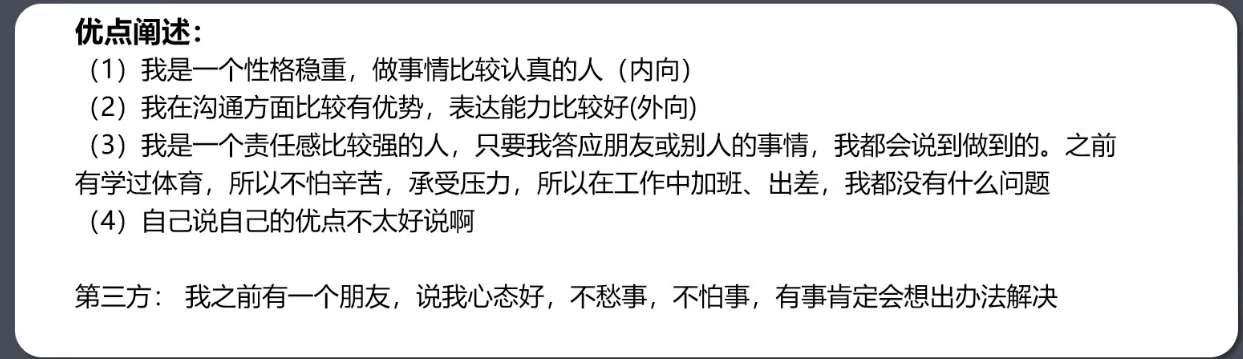 优点阐述：
（1）我是一个性格稳重，做事情比较认真的人（内向）
（2）我在沟通方面比较有优势，表达能力比较好(外向)
（3）我是一个责任感比较强的人，只要我答应朋友或别人的事情，我都会说到做到的。之前
有学过体育，所以不怕辛苦，承受压力，所以在工作中加班、出差，我都没有什么问题
（4）自己说自己的优点不太好说啊
第三方： 我之前有一个朋友，说我心态好，不愁事，不怕事，有事肯定会想出办法解决